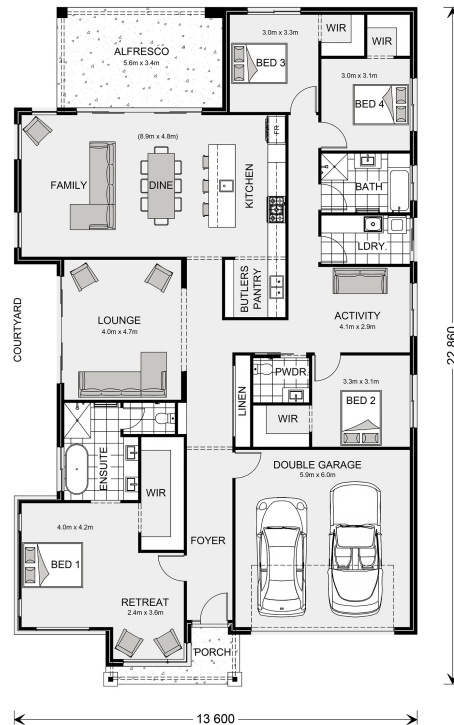 ALFRESCO
5.6m x 3.4m
3.0m x 3.3m
BED 3
WIR
WIR
3.0m x 3.1m
BED 4
(8.9m x 4.8m)
FAMILY
DINE
KITCHEN
FR
BATH
LDRY.
BUTLERS
PANTRY
COURTYARD
LOUNGE
4.0m x 4.7m
ACTIVITY
4.1m x 2.9m
22 860
LINEN
PWDR.
WIR
3.3m x 3.1m
BED 2
ENSUITE
WIR
DOUBLE GARAGE
5.9m x 6.0m
4.0m x 4.2m
BED 1
FOYER
RETREAT
2.4m x 3.6m
PORCH
13 600